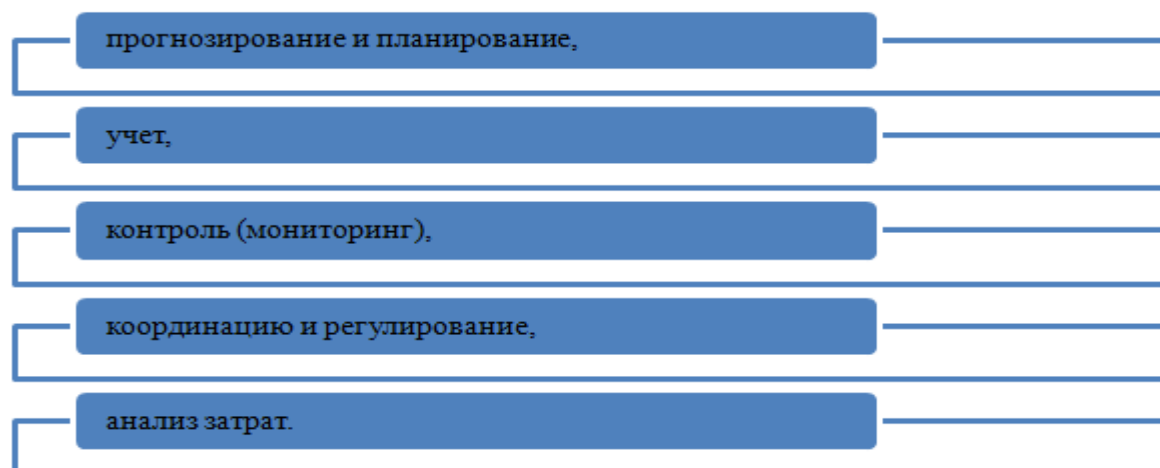 прогнозирование и планирование,
учет,
контроль (мониторинг),
координацию и регулирование,
анализ затрат.